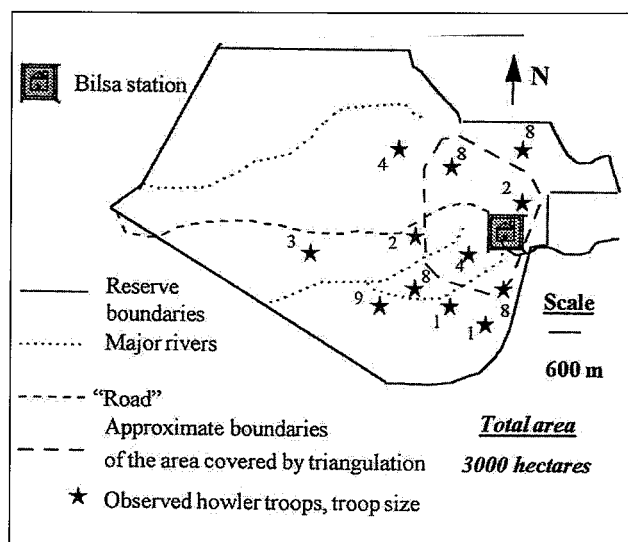 Bilsa station
N
8
8
4
2
3
2
4
8
9
8
1
1
Reserve
boundaries
Major rivers
Scale
600 m
"Road"
Approximate boundaries
of the area covered by triangulation
Total area
3000 hectares
Observed howler troops, troop size